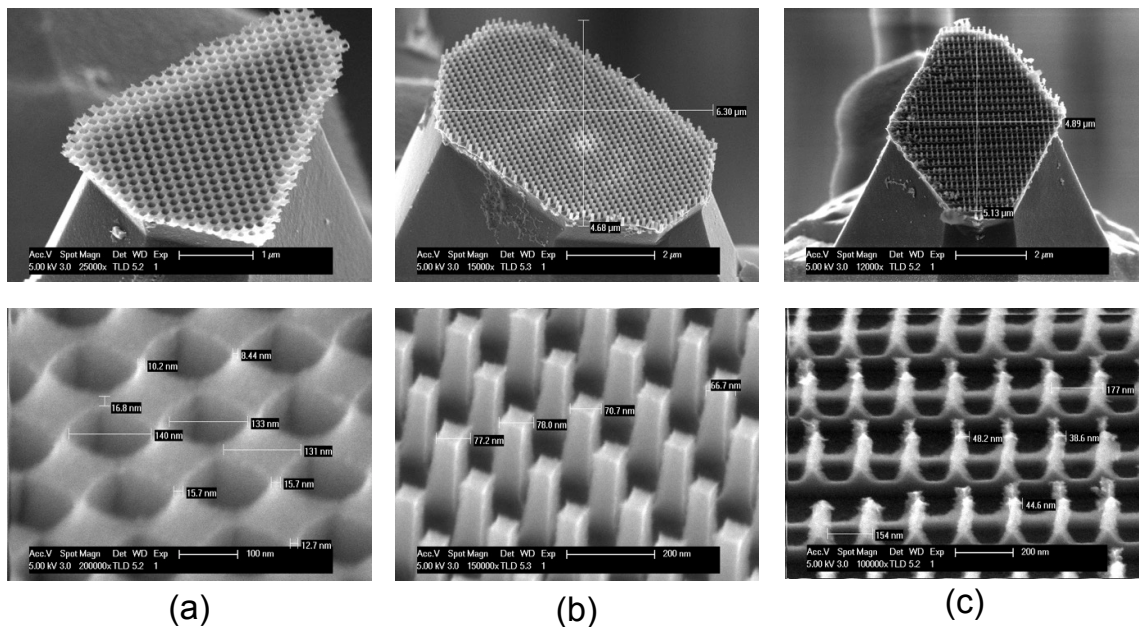 6.30 µm
4.68 µm
4.89 µm
5.13 µm
Acc.V Spot Magn Det WD Exp 1 µm
5.00 kV 3.0 25000x TLD 5.2 1
Acc.V Spot Magn Det WD Exp 2 µm
5.00 kV 3.0 15000x TLD 5.3 1
Acc.V Spot Magn Det WD Exp 2 µm
5.00 kV 3.0 12000x TLD 5.2 1
10.2 nm
8.44 nm
16.8 nm
133 nm
140 nm
131 nm
15.7 nm
15.7 nm
12.7 nm
Acc.V Spot Magn Det WD Exp 100 nm
5.00 kV 3.0 200000x TLD 5.2 1
66.7 nm
70.7 nm
78.0 nm
77.2 nm
Acc.V Spot Magn Det WD Exp 200 nm
5.00 kV 3.0 150000x TLD 5.3 1
177 nm
48.2 nm
38.6 nm
44.6 nm
154 nm
Acc.V Spot Magn Det WD Exp 200 nm
5.00 kV 3.0 100000x TLD 5.2 1
(a)
(b)
(c)